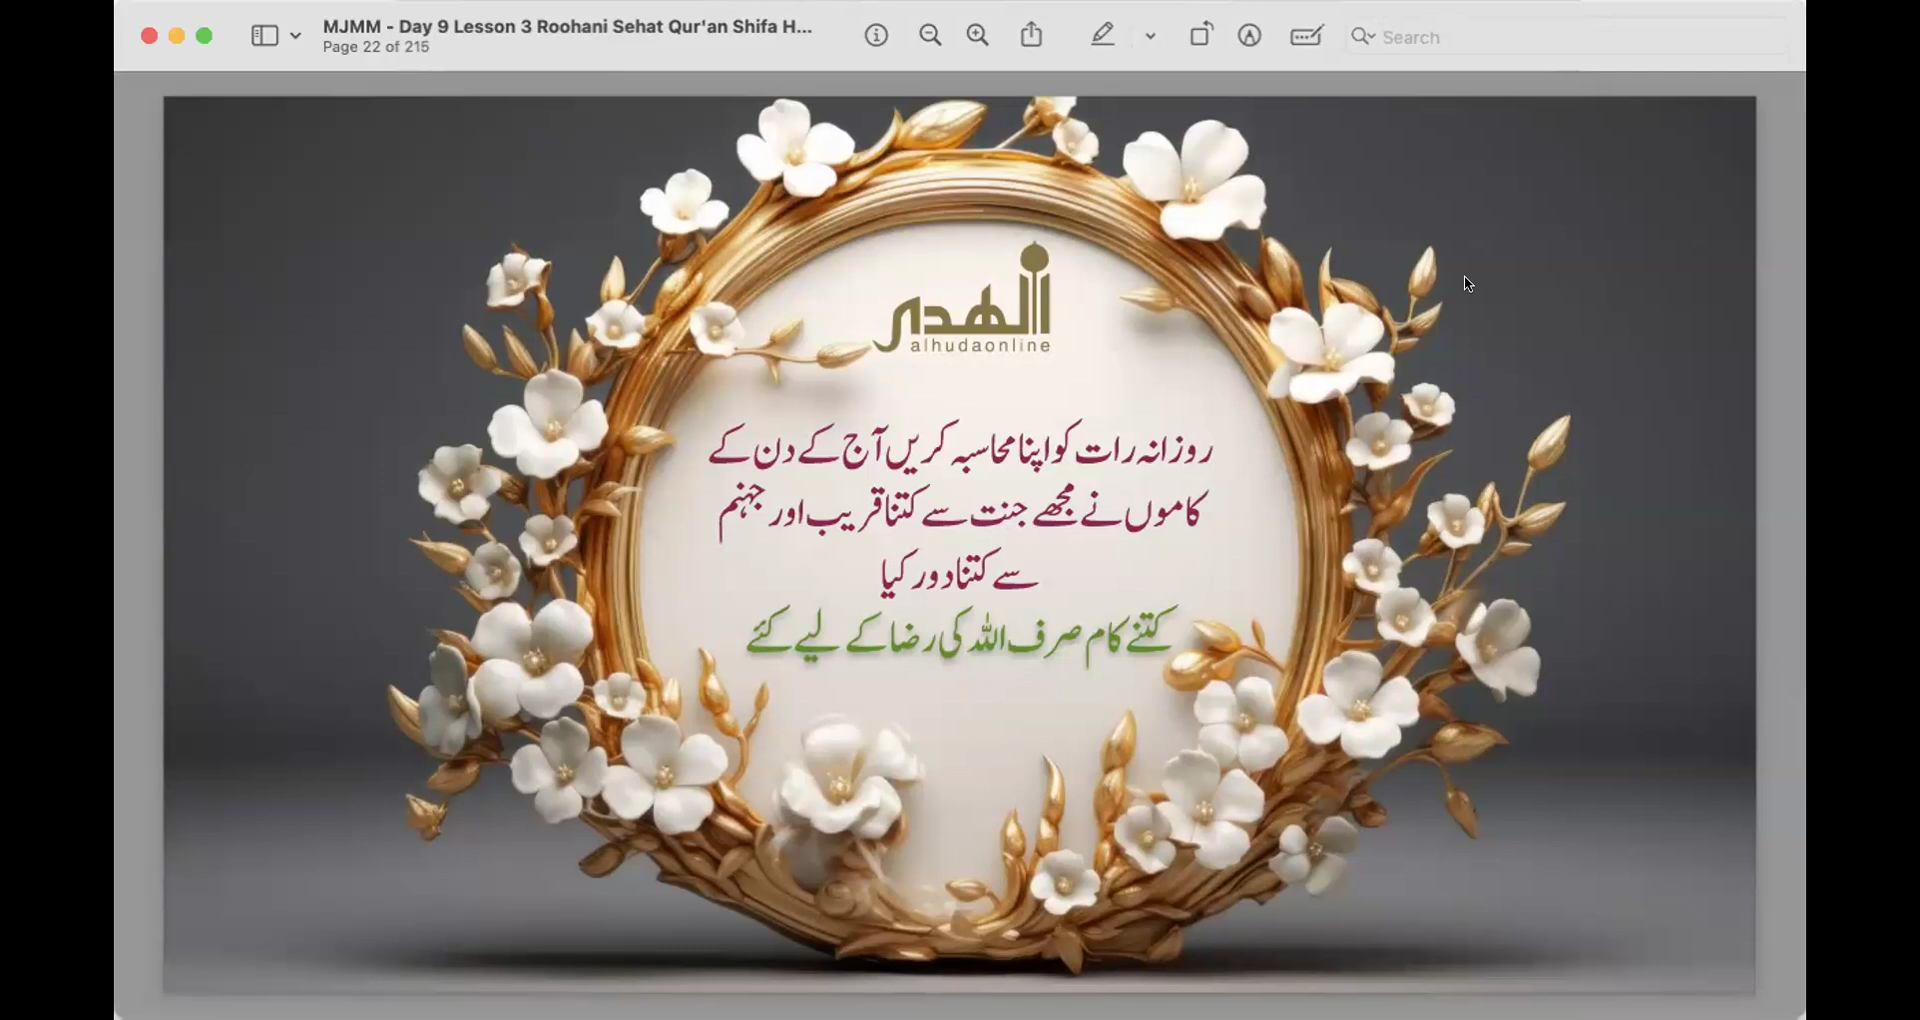 MJMM - Day 9 Lesson 3 Roohani Sehat Qur'an Shifa H...
Page 22 of 215
Search
الهدى
alhudaonline
روزانہ رات کو اپنا محاسبہ کریں آج کے دن کے
کاموں نے مجھے جنت سے کتنا قریب اور جہنم
سے کتنا دور کیا
کتنے کام صرف اللہ کی رضا کے لیے کئے